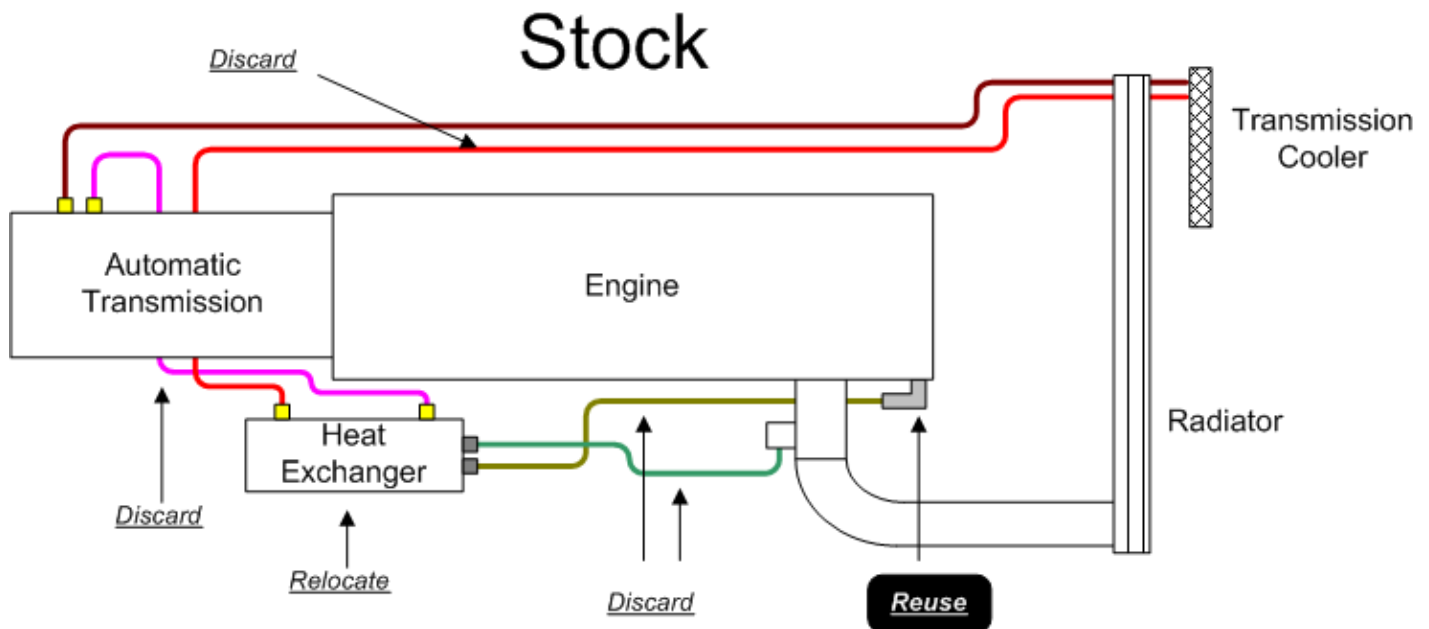 Stock
Discard
Transmission
Cooler
Automatic
Transmission
Engine
Radiator
Heat
Exchanger
Discard
Relocate
Discard
Reuse